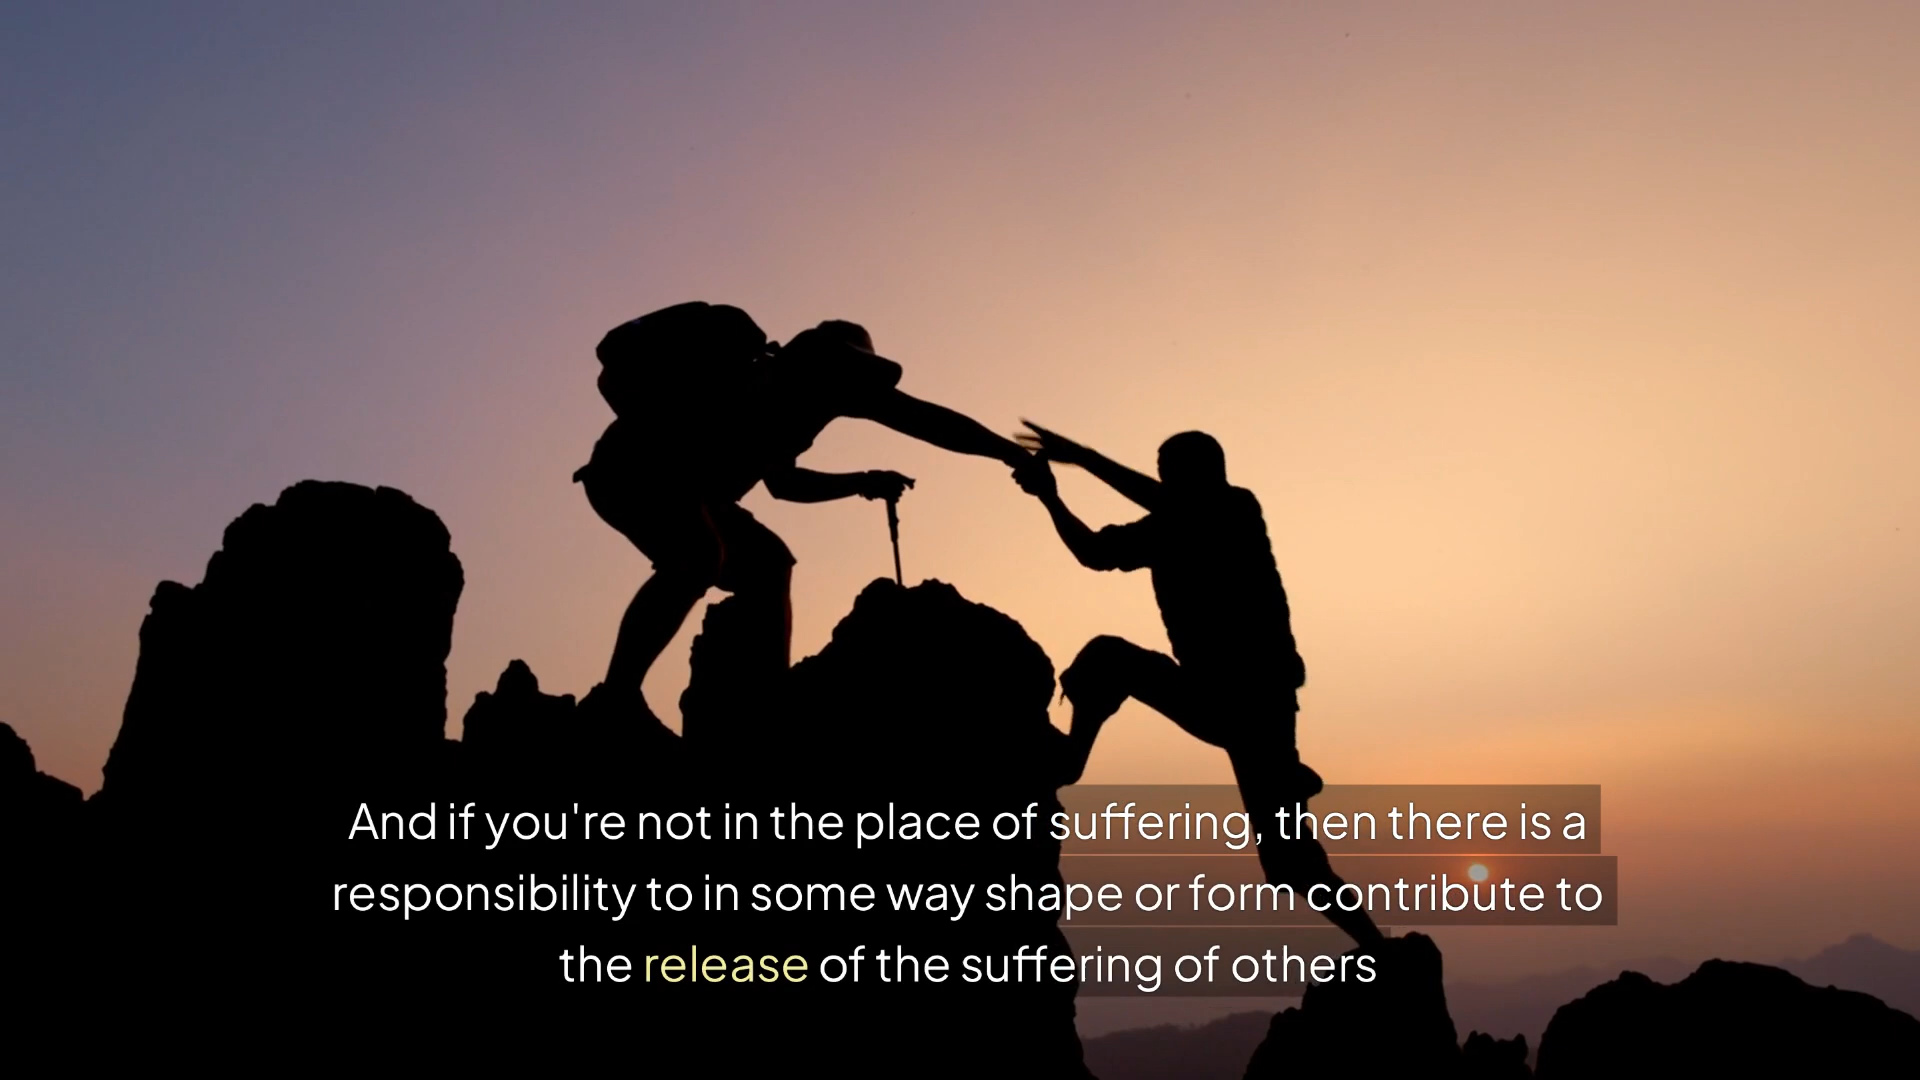 And if you're not in the place of suffering, then there is a
responsibility to in some way shape or form contribute to
the release of the suffering of others